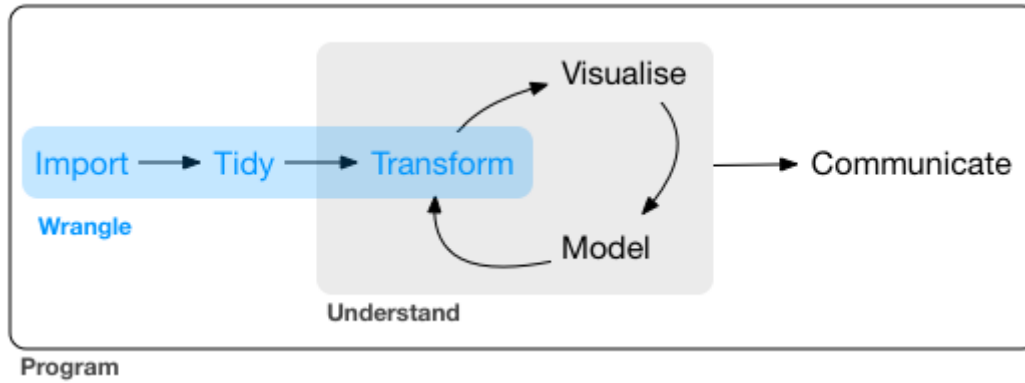 Visualise
Import Tidy Transform Communicate
Wrangle
Model
Understand
Program